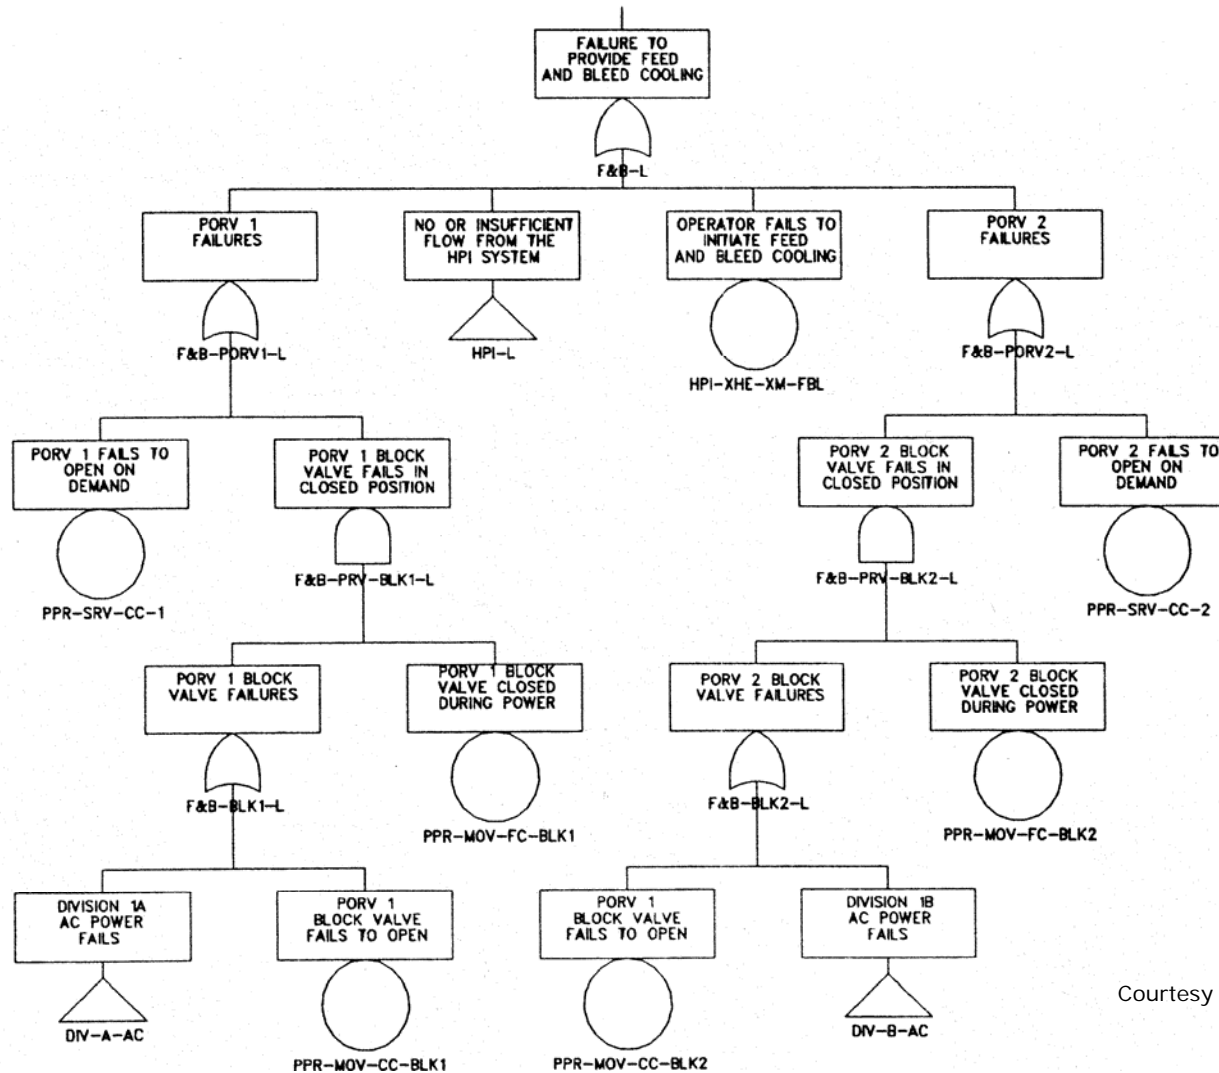 FAILURE TO
PROVIDE FEED
AND BLEED COOLING
F&B-L
PORV 1
FAILURES
NO OR INSUFFICIENT
FLOW FROM THE
HPI SYSTEM
OPERATOR FAILS TO
INITIATE FEED
AND BLEED COOLING
PORV 2
FAILURES
F&B-PORV1-L
HPI-L
HPI-XHE-XM-FBL
F&B-PORV2-L
PORV 1 FAILS TO
OPEN ON
DEMAND
PORV 1 BLOCK
VALVE FAILS IN
CLOSED POSITION
PORV 2 BLOCK
VALVE FAILS IN
CLOSED POSITION
PORV 2 FAILS TO
OPEN ON
DEMAND
PPR-SRV-CC-1
F&B-PRV-BLK1-L
F&B-PRV-BLK2-L
PPR-SRV-CC-2
PORV 1 BLOCK
VALVE FAILURES
PORV 1 BLOCK
VALVE CLOSED
DURING POWER
PORV 2 BLOCK
VALVE FAILURES
PORV 2 BLOCK
VALVE CLOSED
DURING POWER
F&B-BLK1-L
PPR-MOV-FC-BLK1
F&B-BLK2-L
PPR-MOV-FC-BLK2
DIVISION 1A
AC POWER
FAILS
PORV 1
BLOCK VALVE
FAILS TO OPEN
PORV 1
BLOCK VALVE
FAILS TO OPEN
DIVISION 1B
AC POWER
FAILS
DIV-A-AC
PPR-MOV-CC-BLK1
PPR-MOV-CC-BLK2
DIV-B-AC
Courtesy